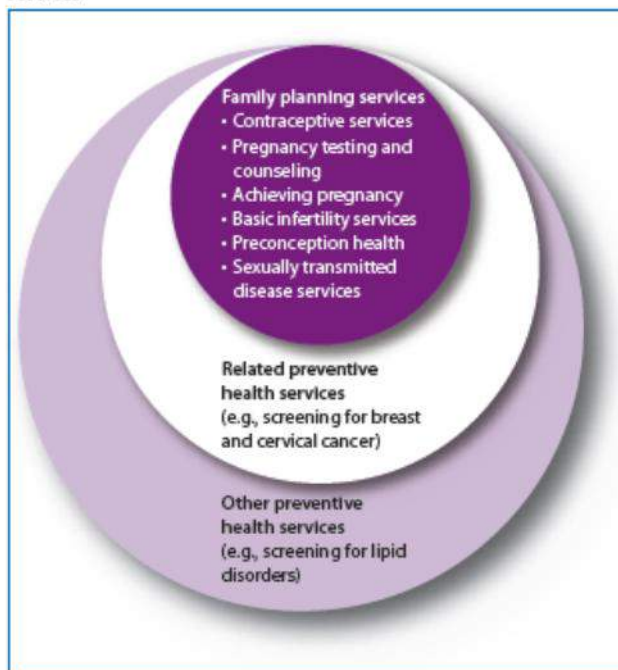 Family planning services
• Contraceptive services
• Pregnancy testing and
counseling
• Achieving pregnancy
• Basic infertility services
• Preconception health
• Sexually transmitted
disease services
Related preventive
health services
(e.g., screening for breast
and cervical cancer)
Other preventive
health services
(e.g., screening for lipid
disorders)